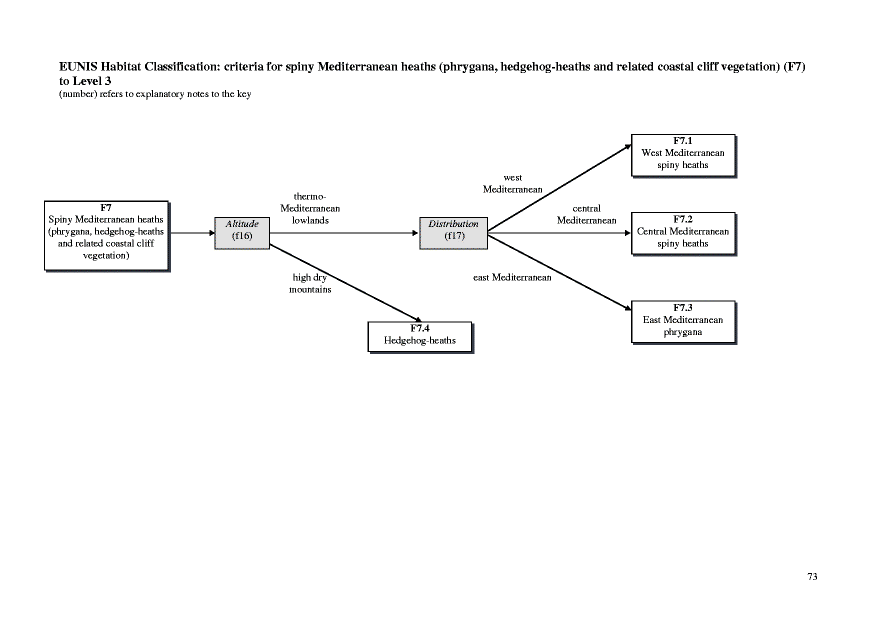 EUNIS Habitat Classification: criteria for spiny Mediterranean heaths (phrygana, hedgehog-heaths and related coastal cliff vegetation) (F7)
to Level 3
(number) refers to explanatory notes to the key
F7
Spiny Mediterranean heaths
(phrygana, hedgehog-heaths
and related coastal cliff
vegetation)
Altitude
(f16)
thermo-
Mediterranean
lowlands
high dry
mountains
F7.4
Hedgehog-heaths
Distribution
(f17)
west
Mediterranean
central
Mediterranean
east Mediterranean
F7.1
West Mediterranean
spiny heaths
F7.2
Central Mediterranean
spiny heaths
F7.3
East Mediterranean
phrygana
73